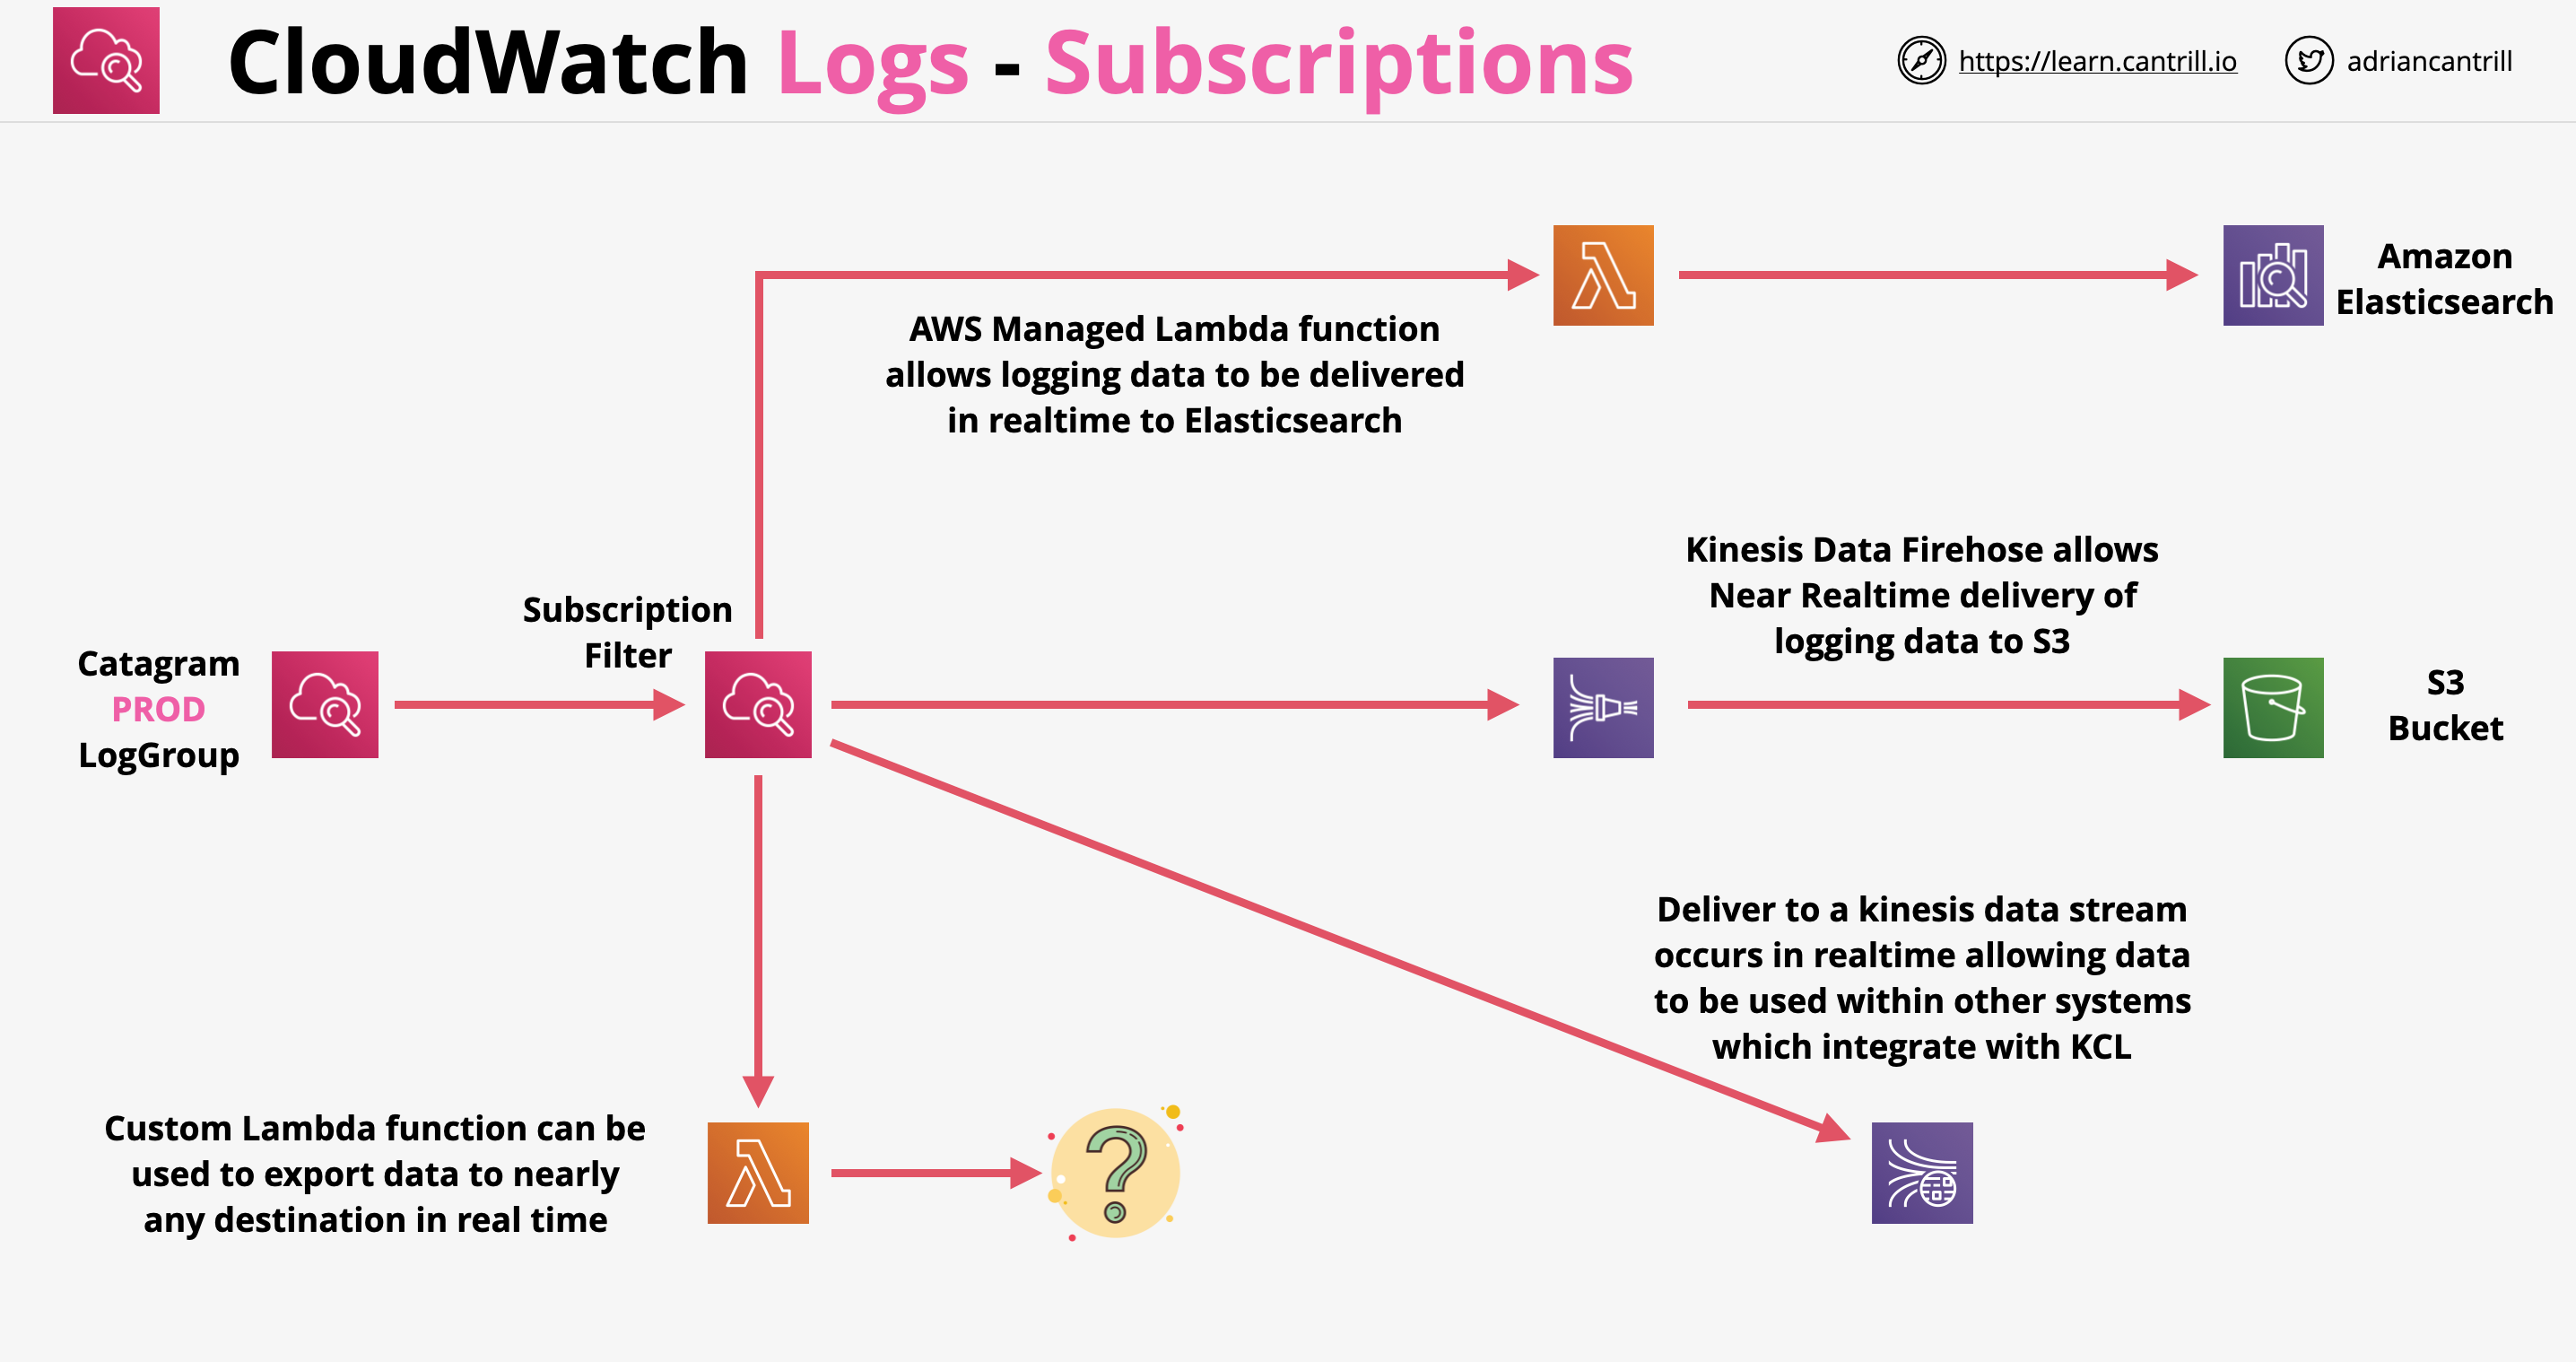 CloudWatch Logs - Subscriptions
https://learn.cantrill.io
adriancantrill
Amazon
Elasticsearch
AWS Managed Lambda function
allows logging data to be delivered
in realtime to Elasticsearch
Kinesis Data Firehose allows
Near Realtime delivery of
logging data to S3
Subscription
Filter
Catagram
PROD
LogGroup
S3
Bucket
Deliver to a kinesis data stream
occurs in realtime allowing data
to be used within other systems
which integrate with KCL
Custom Lambda function can be
used to export data to nearly
any destination in real time
?